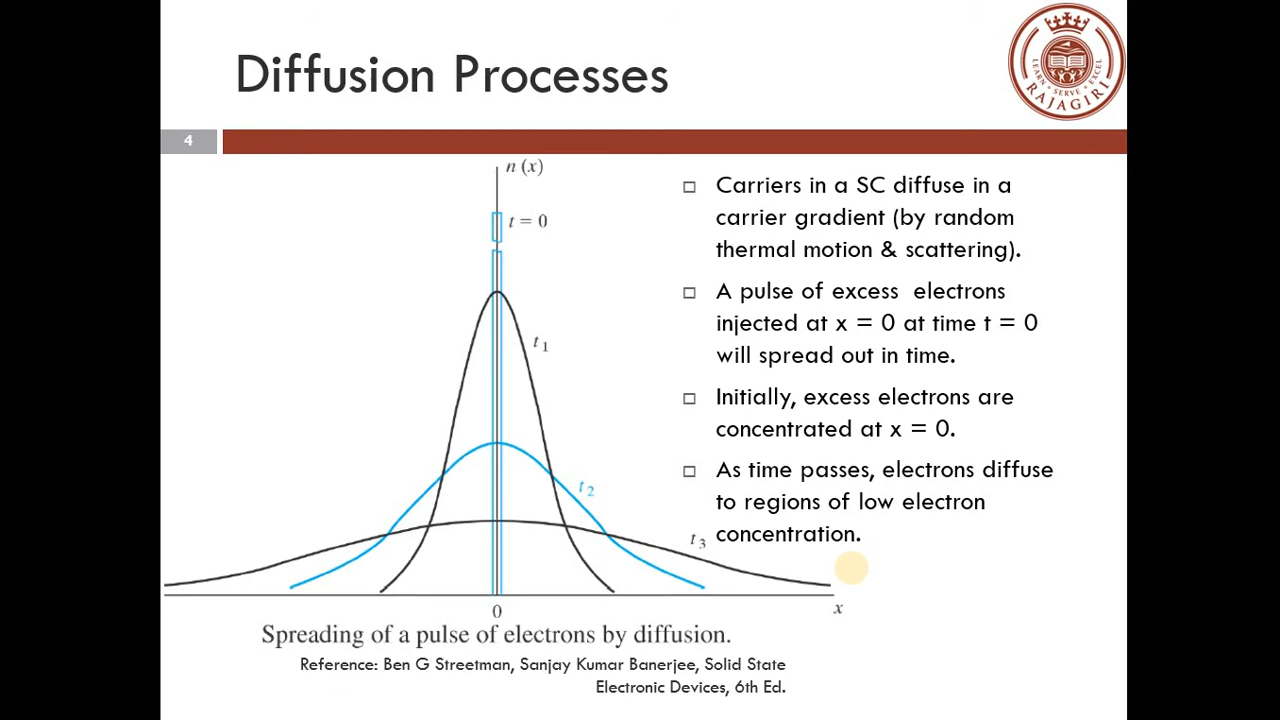 Diffusion Processes
LEARN • SERVE • EXCEL
RAJAGIRI
4
n (x)
t = 0
t1
t2
t3
0
x
Spreading of a pulse of electrons by diffusion.
Reference: Ben G Streetman, Sanjay Kumar Banerjee, Solid State
Electronic Devices, 6th Ed.
Carriers in a SC diffuse in a
carrier gradient (by random
thermal motion & scattering).
A pulse of excess electrons
injected at x = 0 at time t = 0
will spread out in time.
Initially, excess electrons are
concentrated at x = 0.
As time passes, electrons diffuse
to regions of low electron
concentration.